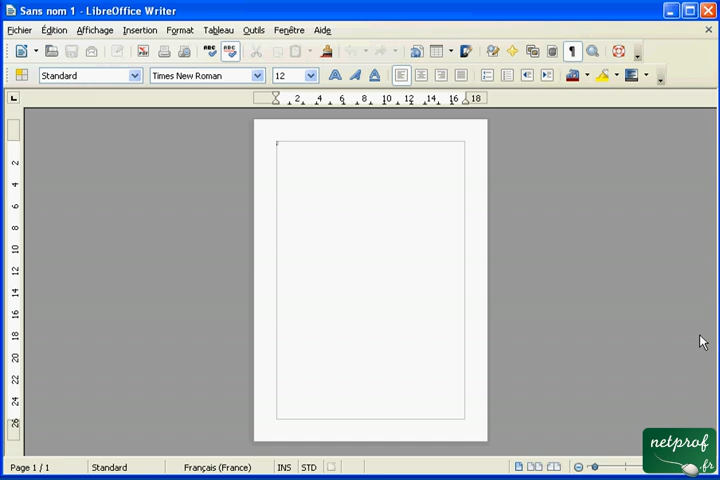 Sans nom 1 - LibreOffice Writer
Fichier Édition Affichage Insertion Format Tableau Outils Fenêtre Aide
Standard Times New Roman 12
2 4 6 8 10 12 14 16 18
2
4
6
8
10
12
14
16
18
20
22
24
26
Page 1 / 1 Standard Français (France) INS STD
netprof
.fr